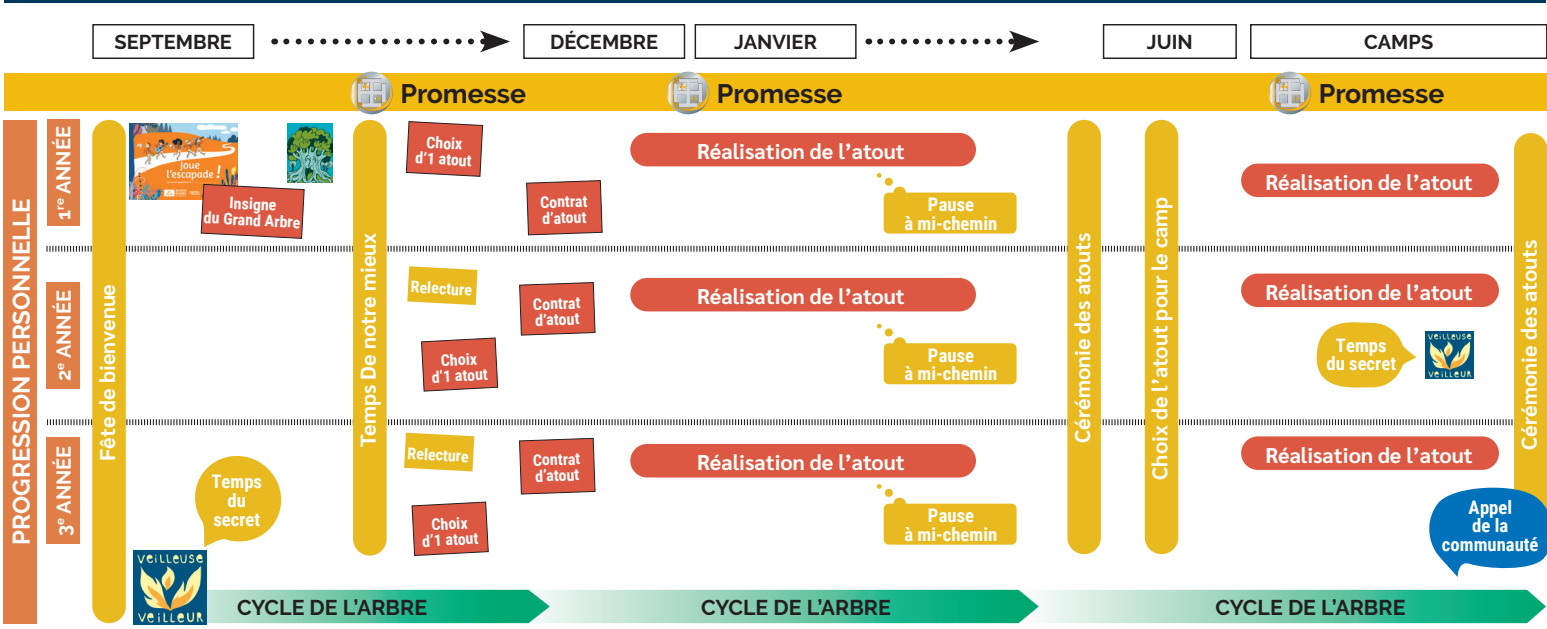 SEPTEMBRE
DÉCEMBRE
JANVIER
JUIN
CAMPS
Promesse
Promesse
Promesse
PROGRESSION PERSONNELLE
1re ANNÉE
2e ANNÉE
3e ANNÉE
Fête de bienvenue
Joue
l'escapade !
Insigne
du Grand Arbre
Temps De notre mieux
Choix
d'1 atout
Contrat
d'atout
Réalisation de l'atout
Pause
à mi-chemin
Cérémonie des atouts
Choix de l'atout pour le camp
Réalisation de l'atout
Cérémonie des atouts
Relecture
Contrat
d'atout
Choix
d'1 atout
Réalisation de l'atout
Pause
à mi-chemin
Réalisation de l'atout
Temps
du secret
VEILLEUSE
VEILLEUR
Temps
du
secret
VEILLEUSE
VEILLEUR
Relecture
Contrat
d'atout
Choix
d'1 atout
Réalisation de l'atout
Pause
à mi-chemin
Réalisation de l'atout
Appel
de la
communauté
CYCLE DE L'ARBRE
CYCLE DE L'ARBRE
CYCLE DE L'ARBRE